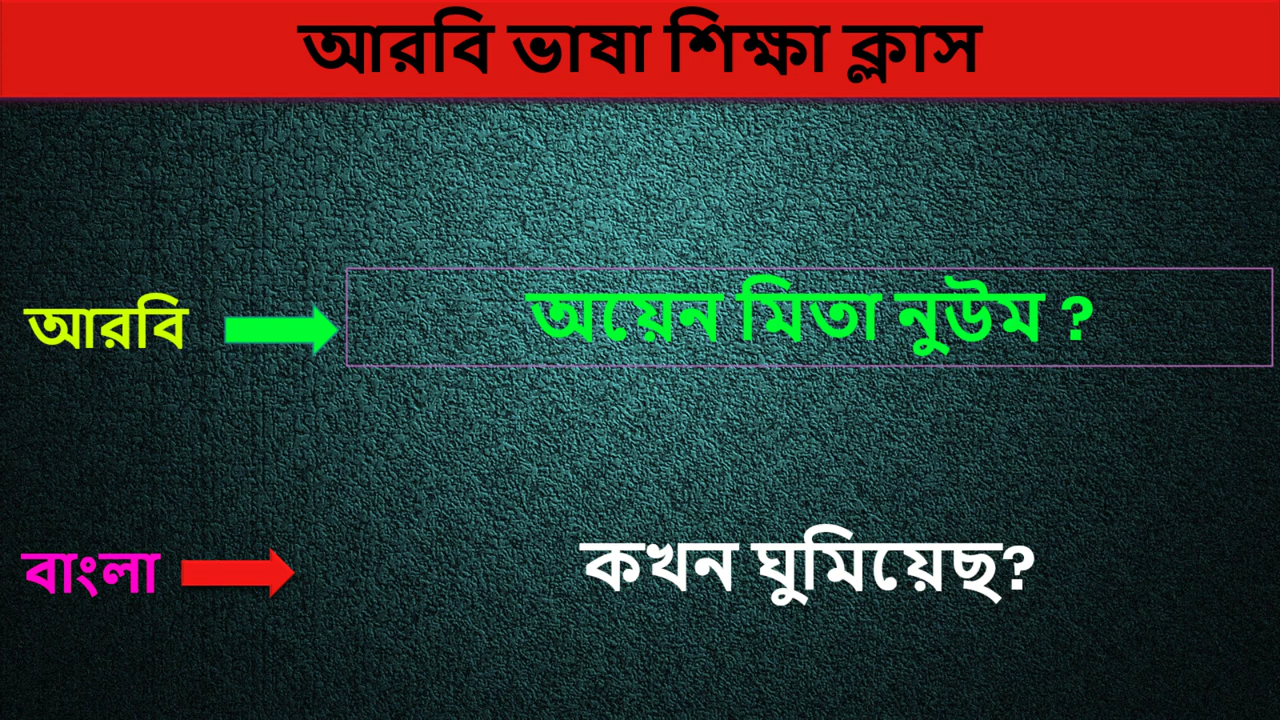 আরবি ভাষা শিক্ষা ক্লাস
আরবি অয়েন মিতা নুউম ?
বাংলা কখন ঘুমিয়েছ?